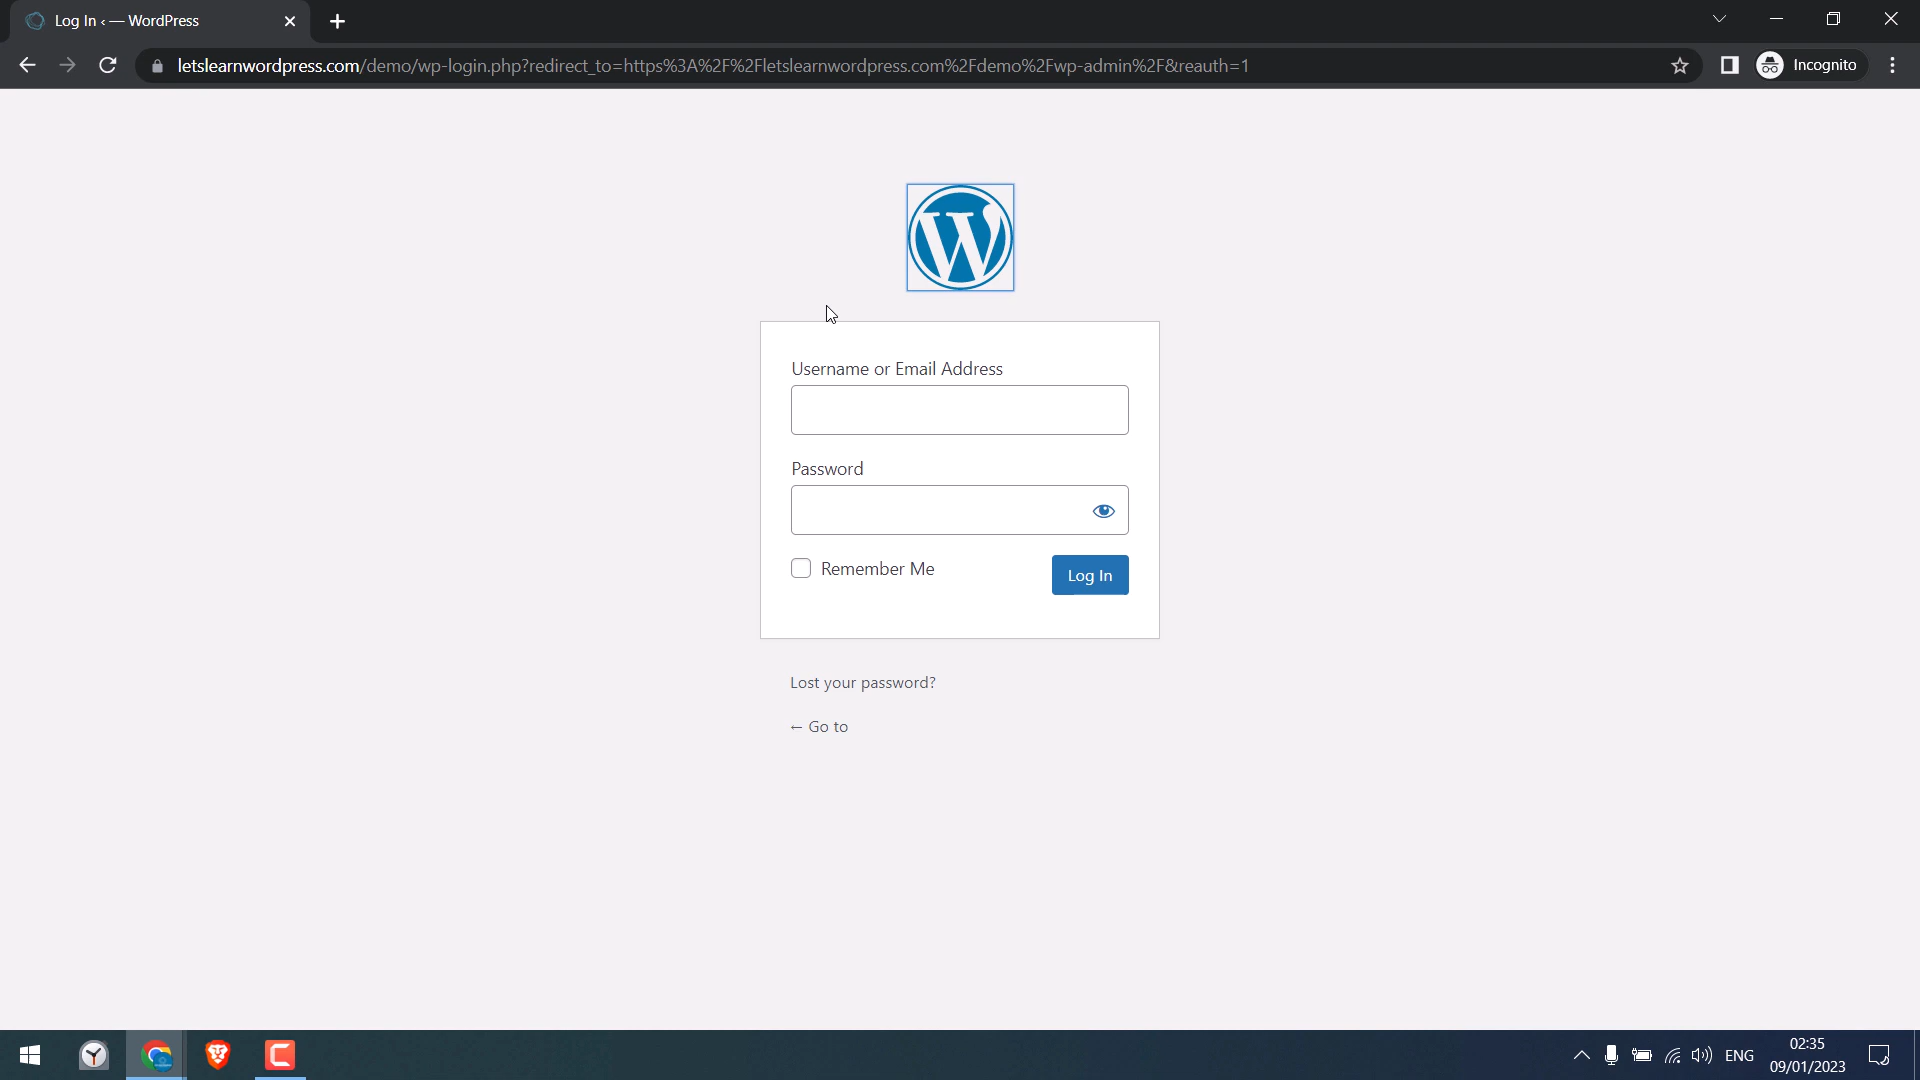 Log In ‹ — WordPress
letslearnwordpress.com/demo/wp-login.php?redirect_to=https%3A%2F%2Fletslearnwordpress.com%2Fdemo%2Fwp-admin%2F&reauth=1
Incognito
Username or Email Address
Password
Remember Me
Log In
Lost your password?
← Go to
ENG
02:35
09/01/2023